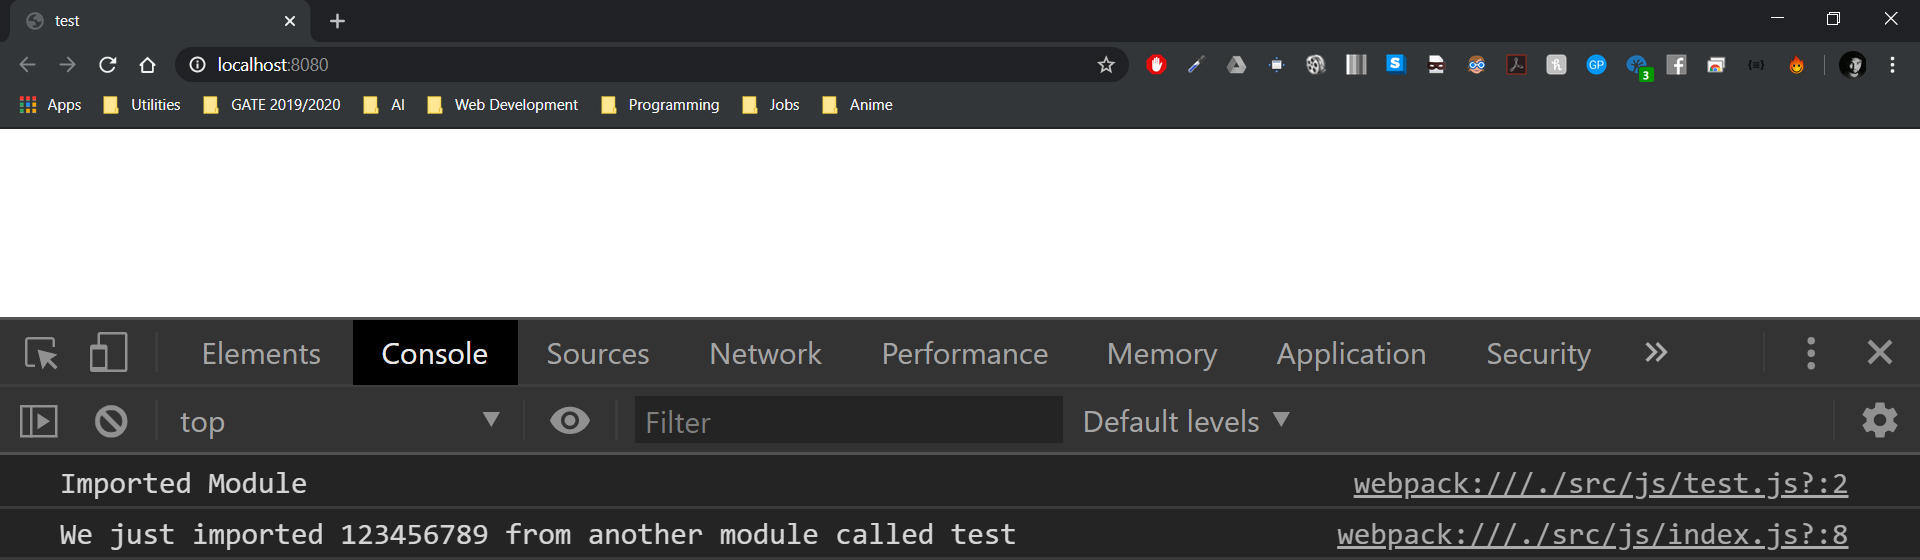 test
localhost:8080
GP
3
Apps Utilities GATE 2019/2020 AI Web Development Programming Jobs Anime
Elements Console Sources Network Performance Memory Application Security
top Filter Default levels
Imported Module webpack:///./src/js/test.js?:2
We just imported 123456789 from another module called test webpack:///./src/js/index.js?:8